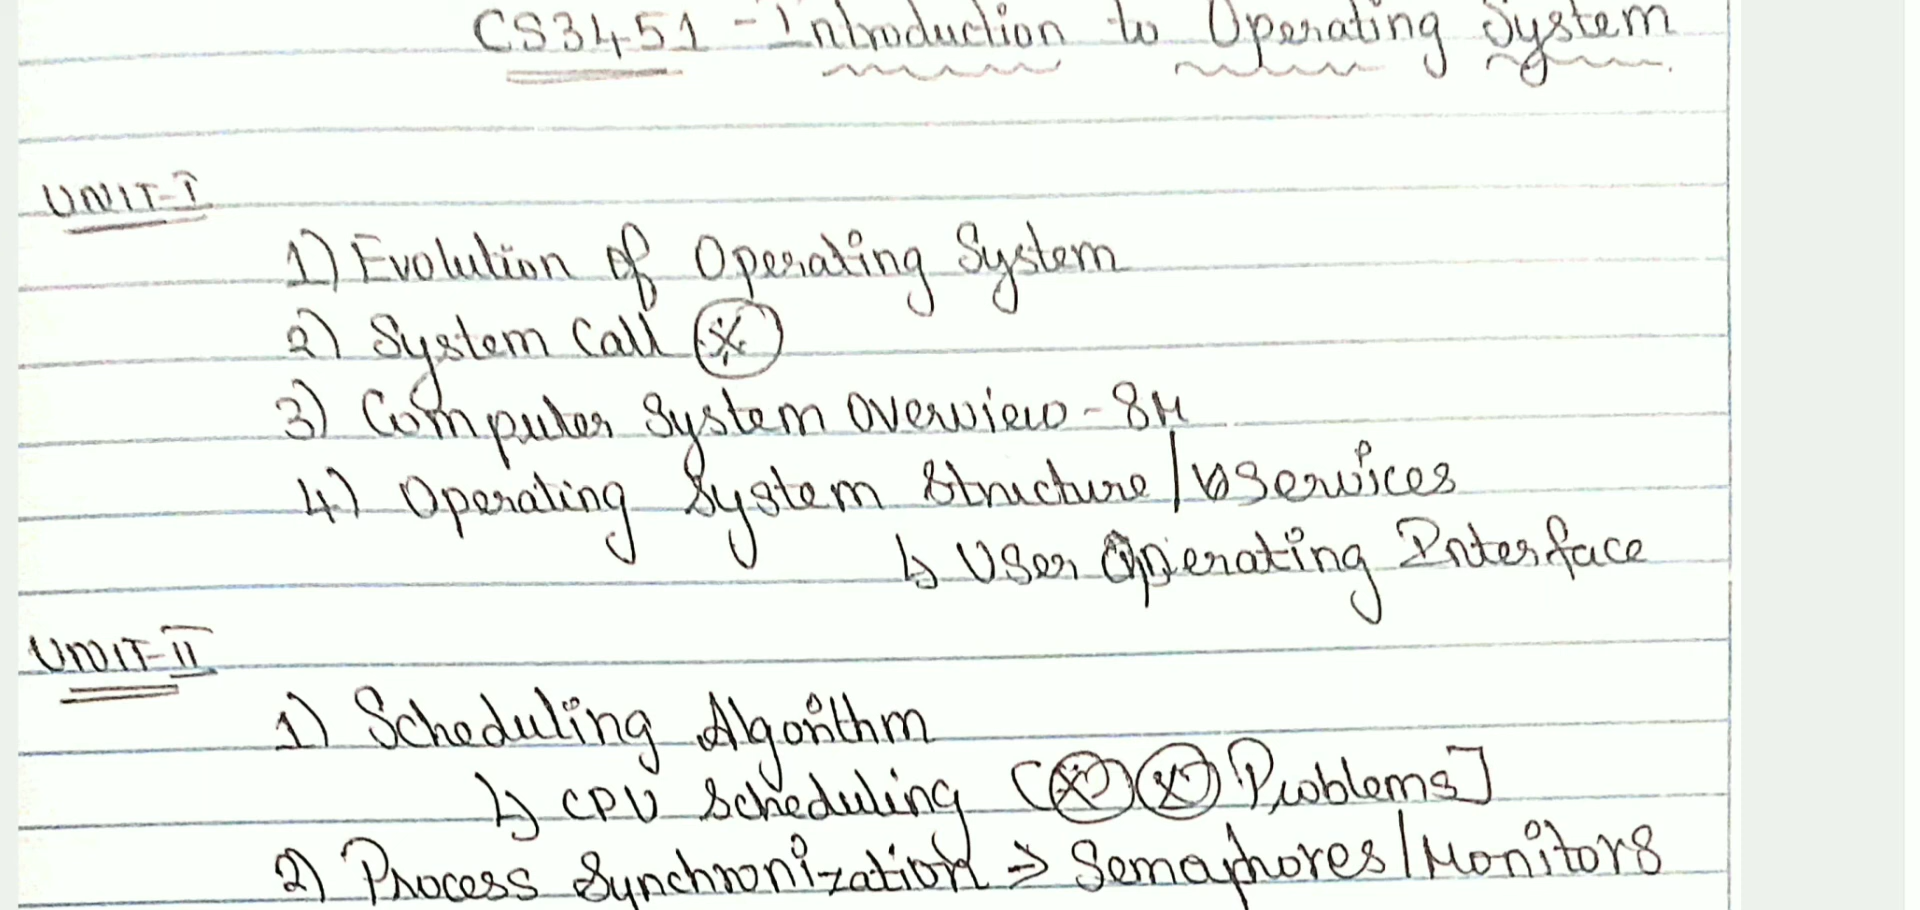 CS3451 - Introduction to Operating System
UNIT-I
1) Evolution of Operating System
2) System Call
3) Computer System Overview - 8M
4) Operating System Structure / Services
↳ User Operating Interface
UNIT-II
1) Scheduling Algorithm
↳ CPU Scheduling [Problems]
2) Process Synchronization ⇒ Semaphores / Monitors